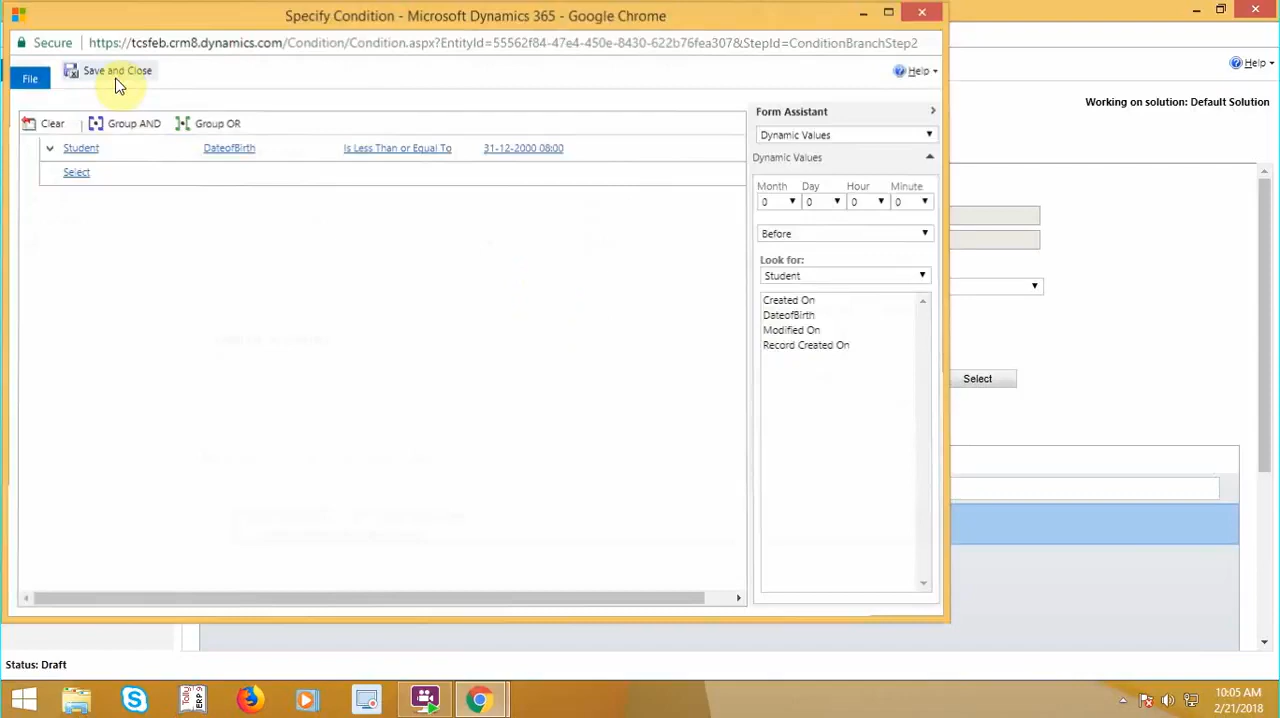 Specify Condition - Microsoft Dynamics 365 - Google Chrome
Secure https://tcsfeb.crm8.dynamics.com/Condition/Condition.aspx?EntityId=55562f84-47e4-450e-8430-622b76fea307&StepId=ConditionBranchStep2
File Save and Close Help
Help
Working on solution: Default Solution
Clear Group AND Group OR
Student DateofBirth Is Less Than or Equal To 31-12-2000 08:00
Select
Form Assistant
Dynamic Values
Dynamic Values
Month Day Hour Minute
0 0 0 0
Before
Look for:
Student
Created On
DateofBirth
Modified On
Record Created On
Select
Status: Draft
Tally
ERP 9
10:05 AM
2/21/2018